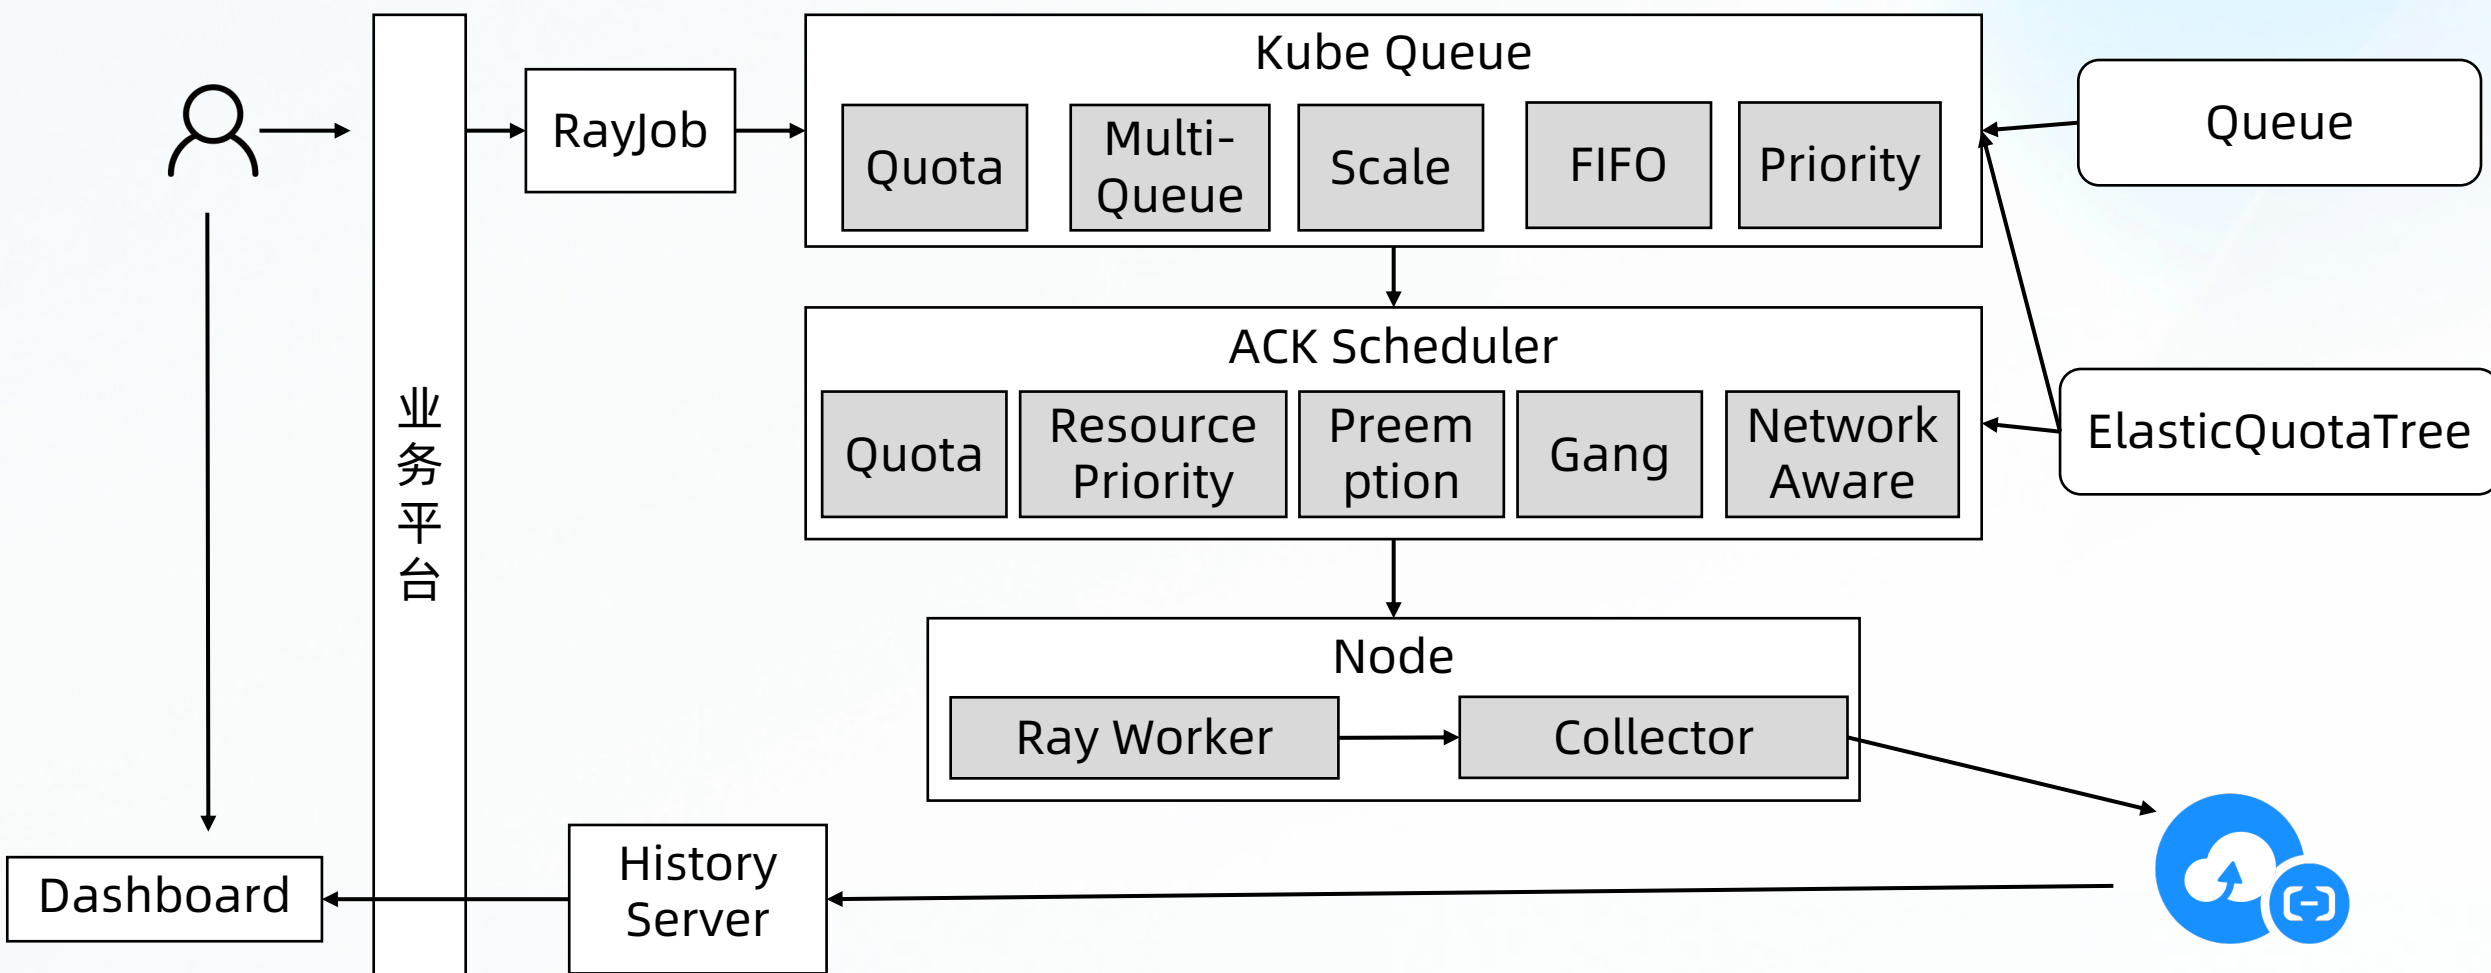 Kube Queue
RayJob
Quota
Multi-
Queue
Scale
FIFO
Priority
Queue
ACK Scheduler
Quota
Resource
Priority
Preem
ption
Gang
Network
Aware
ElasticQuotaTree
业
务
平
台
Node
Ray Worker
Collector
Dashboard
History
Server